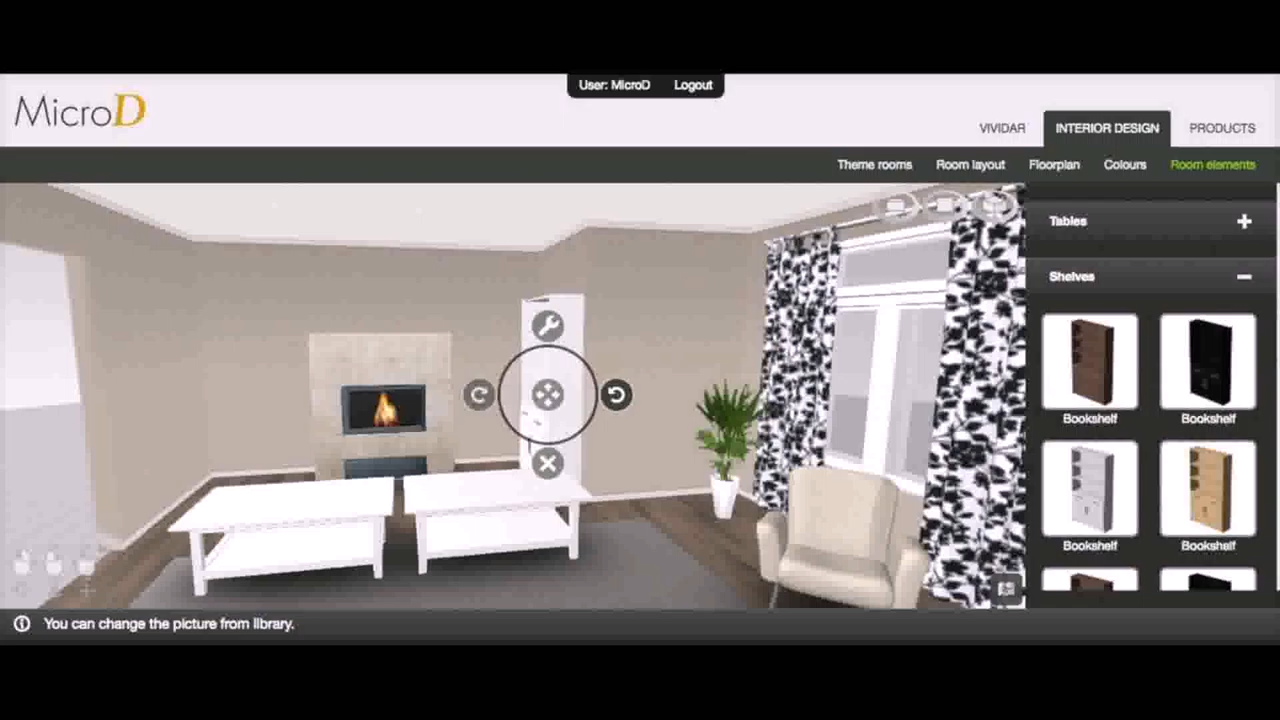 User: MicroD Logout
MicroD
VIVIDAR INTERIOR DESIGN PRODUCTS
Theme rooms Room layout Floorplan Colours Room elements
Tables
Shelves
Bookshelf Bookshelf
Bookshelf Bookshelf
You can change the picture from library.